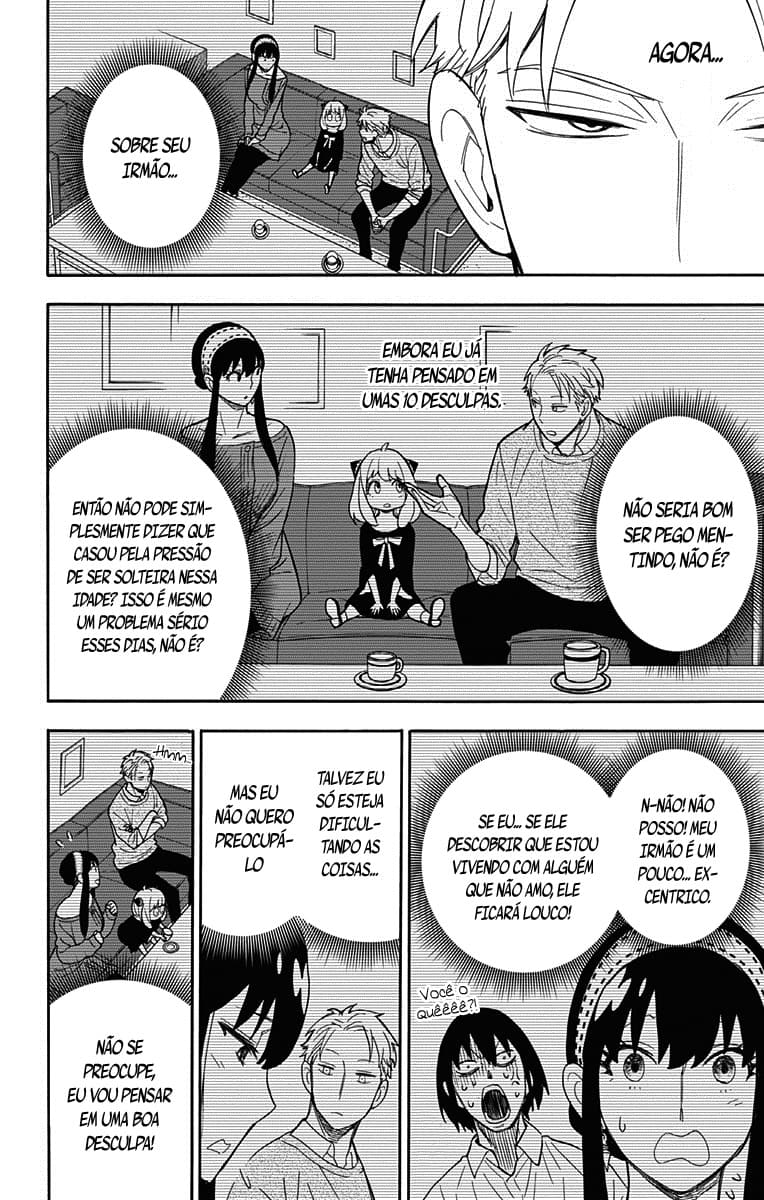 AGORA...
SOBRE SEU
IRMÃO...
EMBORA EU JÁ
TENHA PENSADO EM
UMAS 10 DESCULPAS.
NÃO SERIA BOM
SER PEGO MEN-
TINDO, NÃO É?
ENTÃO NÃO PODE SIM-
PLESMENTE DIZER QUE
CASOU PELA PRESSÃO
DE SER SOLTEIRA NESSA
IDADE? ISSO É MESMO
UM PROBLEMA SÉRIO
ESSES DIAS, NÃO É?
N-NÃO! NÃO
POSSO! MEU
IRMÃO É UM
POUCO... EX-
CENTRICO.
SE EU... SE ELE
DESCOBRIR QUE ESTOU
VIVENDO COM ALGUÉM
QUE NÃO AMO, ELE
FICARÁ LOUCO!
Você o
quêêêê?!
TALVEZ EU
SÓ ESTEJA
DIFICUL-
TANDO AS
COISAS...
MAS EU
NÃO QUERO
PREOCUPÁ-
LO
Hmm...
NÃO SE
PREOCUPE,
EU VOU PENSAR
EM UMA BOA
DESCULPA!